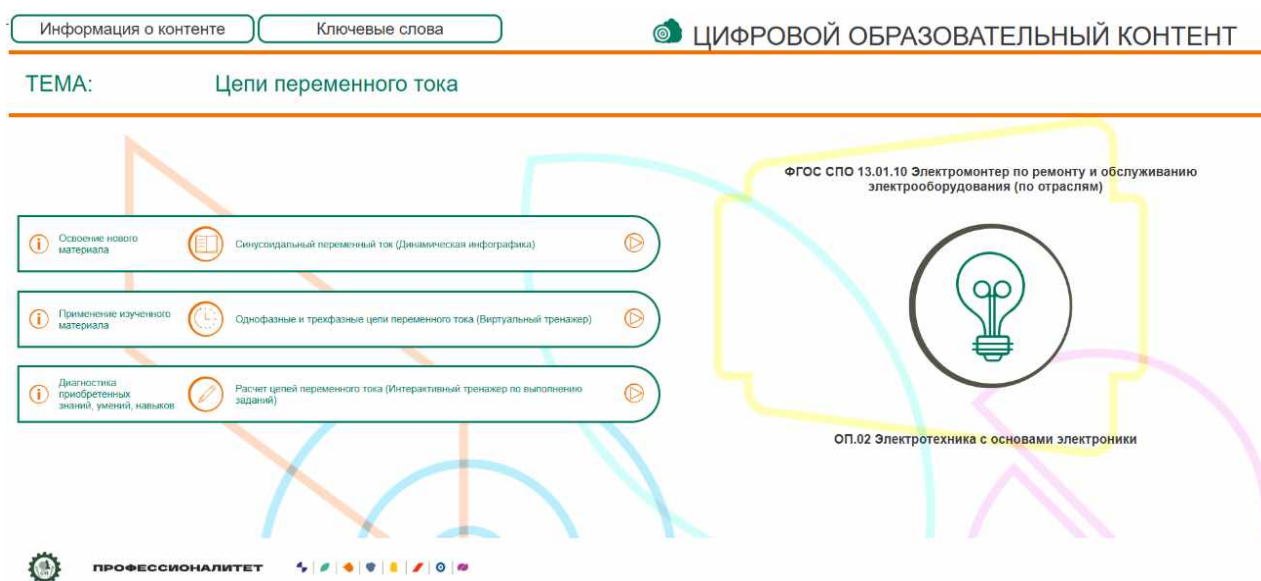 Информация о контенте
Ключевые слова
ЦИФРОВОЙ ОБРАЗОВАТЕЛЬНЫЙ КОНТЕНТ
ТЕМА: Цепи переменного тока
ФГОС СПО 13.01.10 Электромонтер по ремонту и обслуживанию
электрооборудования (по отраслям)
Освоение нового
материала
Синусоидальный переменный ток (Динамическая инфографика)
Применение изученного
материала
Однофазные и трехфазные цепи переменного тока (Виртуальный тренажер)
Диагностика
приобретенных
знаний, умений, навыков
Расчет цепей переменного тока (Интерактивный тренажер по выполнению
заданий)
ОП.02 Электротехника с основами электроники
ПРОФЕССИОНАЛИТЕТ